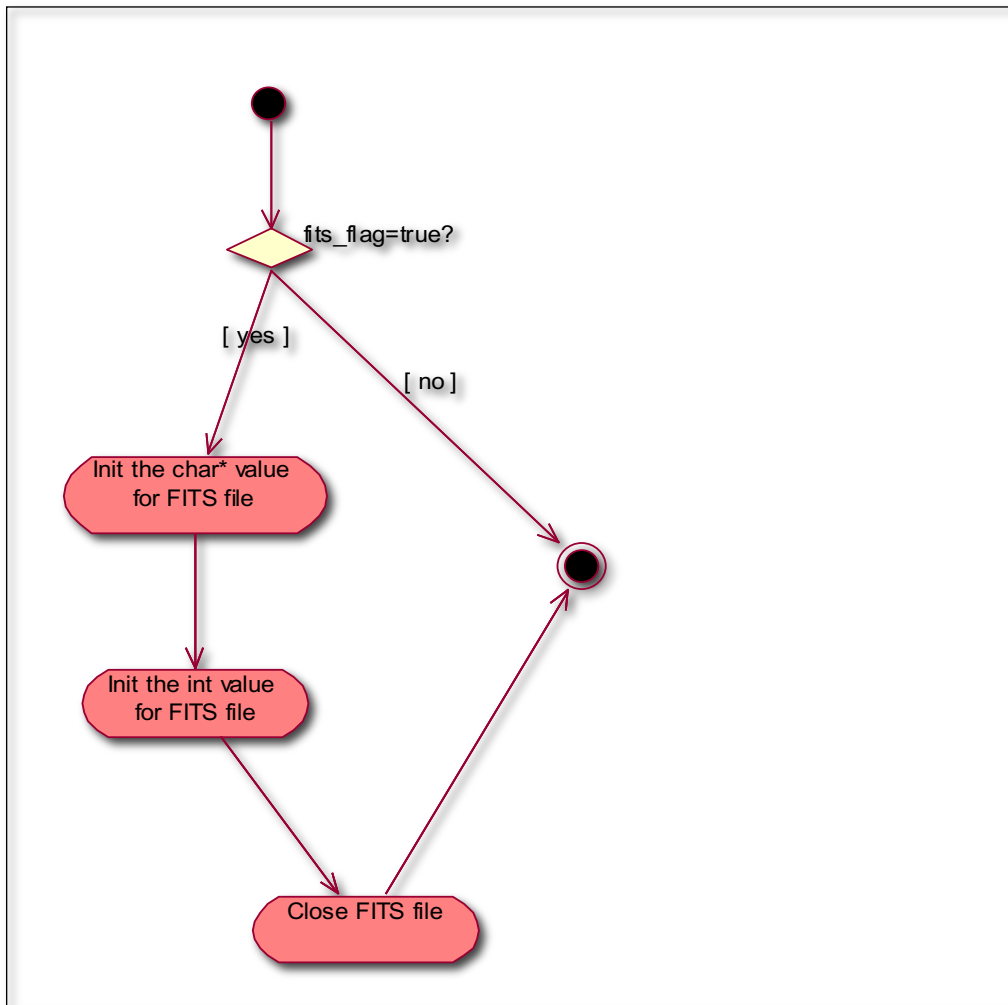 fits_flag=true?
[ yes ]
[ no ]
Init the char* value
for FITS file
Init the int value
for FITS file
Close FITS file